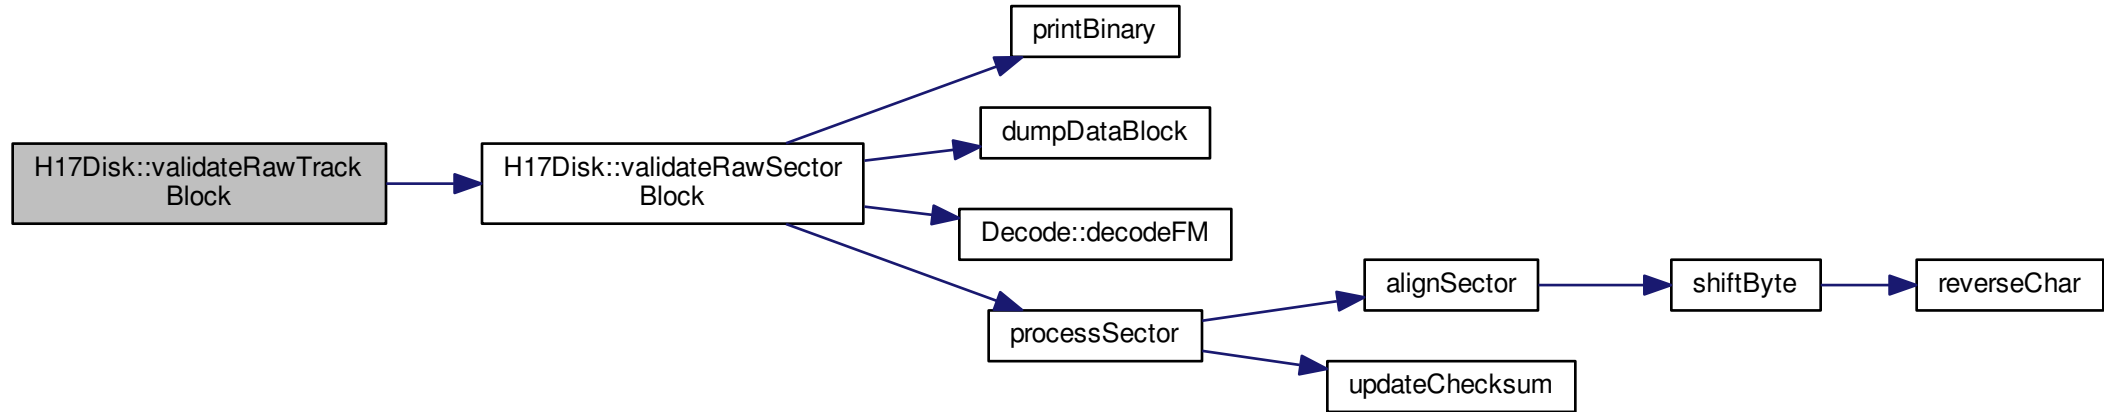 printBinary
dumpDataBlock
H17Disk::validateRawTrack
Block
H17Disk::validateRawSector
Block
Decode::decodeFM
alignSector
shiftByte
reverseChar
processSector
updateChecksum